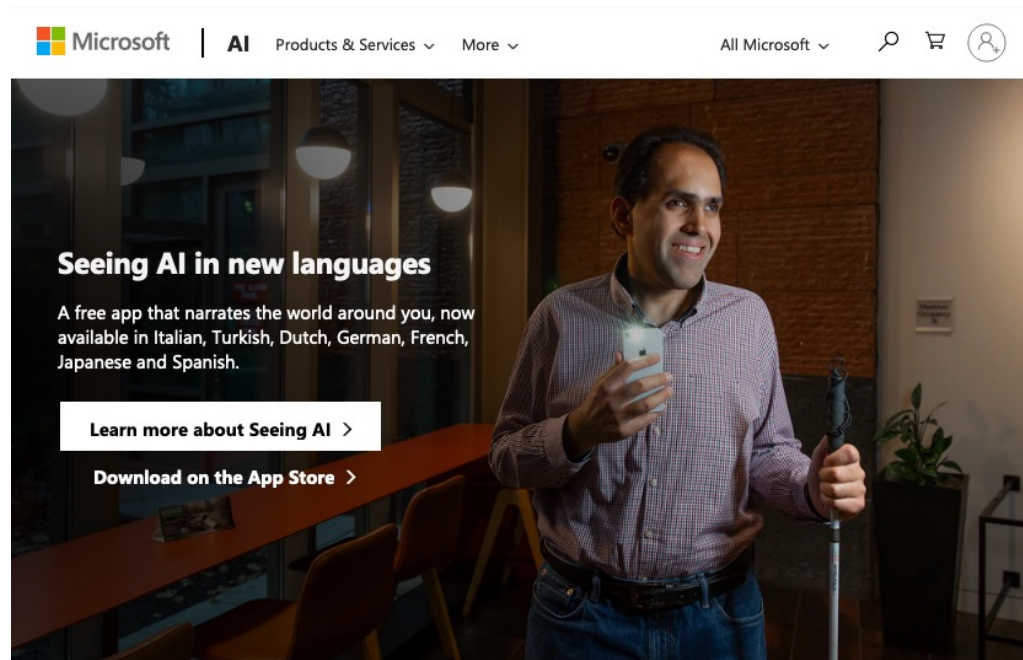 Microsoft
AI
Products & Services
More
All Microsoft
Seeing AI in new languages
A free app that narrates the world around you, now
available in Italian, Turkish, Dutch, German, French,
Japanese and Spanish.
Learn more about Seeing AI
Download on the App Store